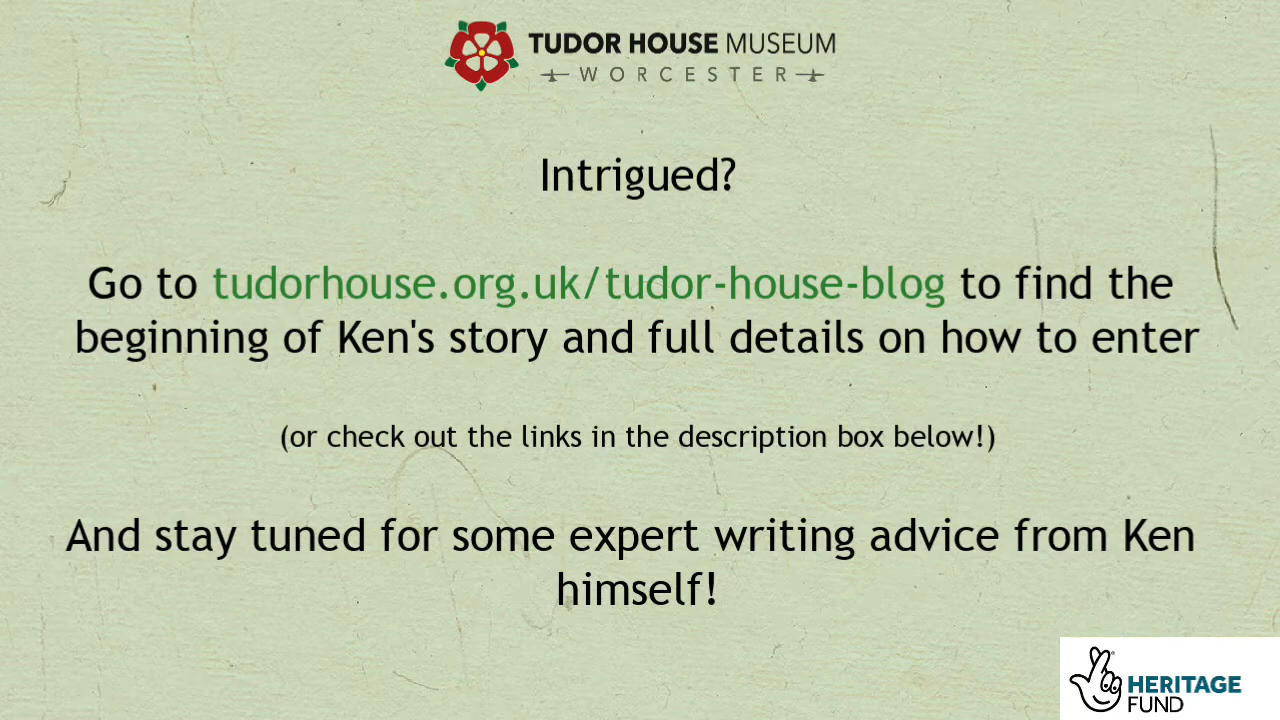 TUDOR HOUSE MUSEUM
WORCESTER
Intrigued?
Go to tudorhouse.org.uk/tudor-house-blog to find the
beginning of Ken's story and full details on how to enter
(or check out the links in the description box below!)
And stay tuned for some expert writing advice from Ken
himself!
HERITAGE
FUND